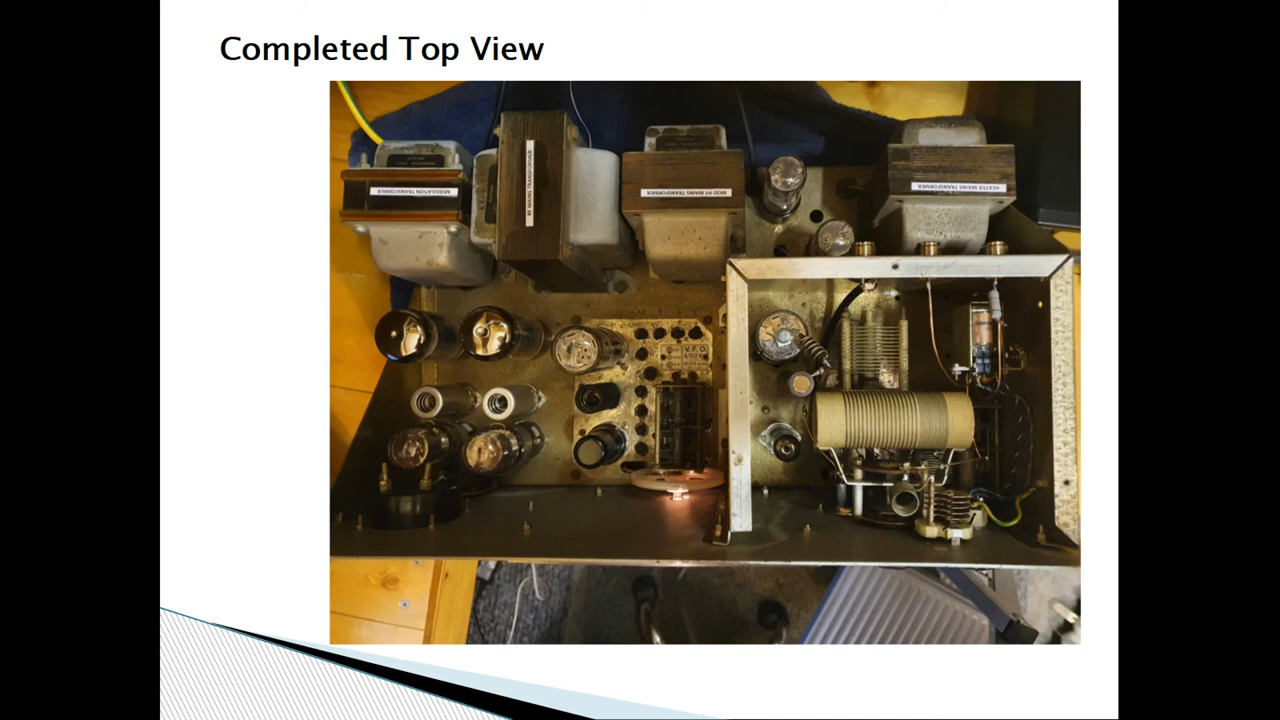 Completed Top View
MODULATION TRANSFORMER
RF MAINS TRANSFORMER
MOD HT MAINS TRANSFORMER
HEATER MAINS TRANSFORMER
V.F.O.